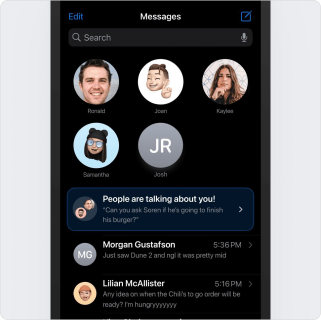 Edit
Messages
Search
Ronald
Joan
Kaylee
Samantha
JR
Josh
People are talking about you!
"Can you ask Soren if he's going to finish
his burger?"
MG
Morgan Gustafson
5:36 PM
Just saw Dune 2 and ngl it was pretty mid
Lilian McAllister
5:16 PM
Any idea on when the Chili's to go order will be
ready? I'm hungryyyyyyy